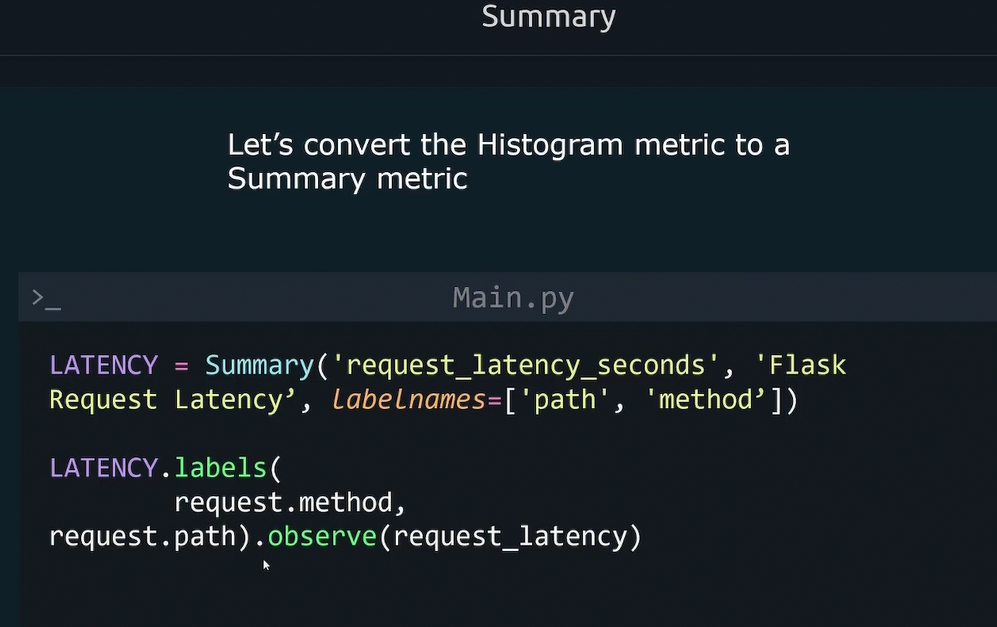 Summary
Let’s convert the Histogram metric to a
Summary metric
>_
Main.py
LATENCY = Summary('request_latency_seconds', 'Flask
Request Latency’, labelnames=['path', 'method’])
LATENCY.labels(
request.method,
request.path).observe(request_latency)